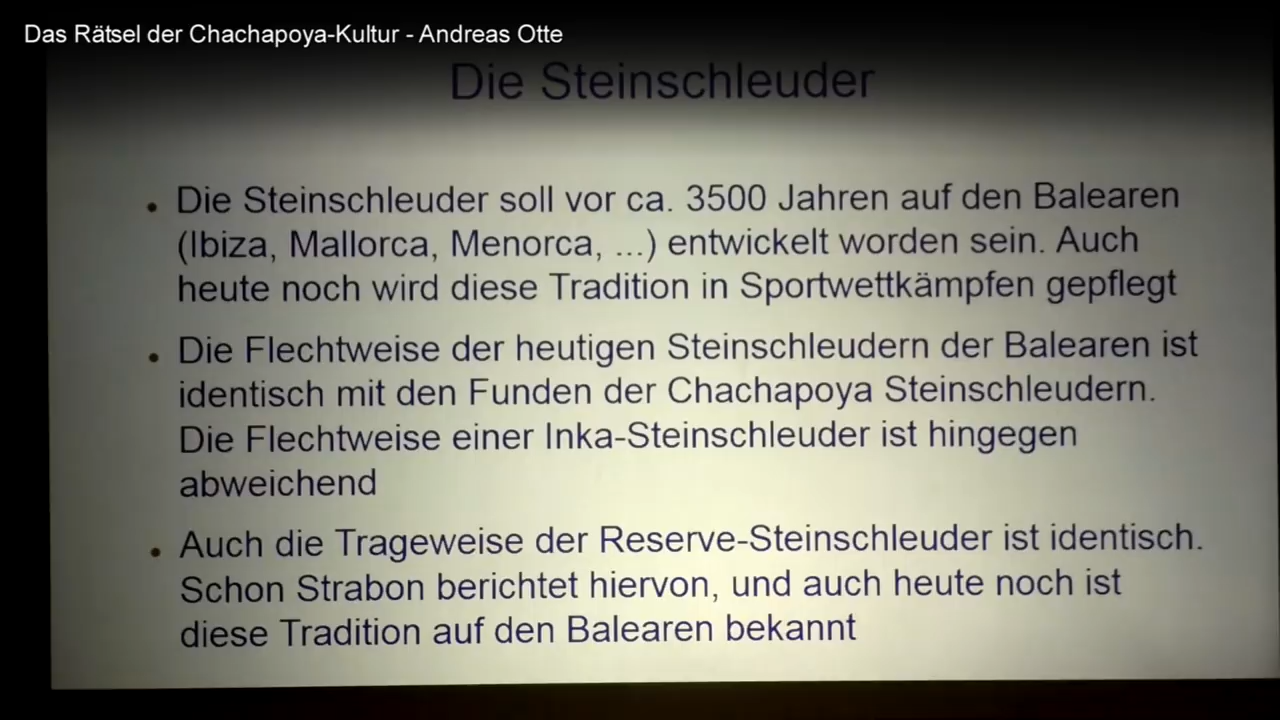 Das Rätsel der Chachapoya-Kultur - Andreas Otte
Die Steinschleuder
• Die Steinschleuder soll vor ca. 3500 Jahren auf den Balearen
(Ibiza, Mallorca, Menorca, ...) entwickelt worden sein. Auch
heute noch wird diese Tradition in Sportwettkämpfen gepflegt
• Die Flechtweise der heutigen Steinschleudern der Balearen ist
identisch mit den Funden der Chachapoya Steinschleudern.
Die Flechtweise einer Inka-Steinschleuder ist hingegen
abweichend
• Auch die Trageweise der Reserve-Steinschleuder ist identisch.
Schon Strabon berichtet hiervon, und auch heute noch ist
diese Tradition auf den Balearen bekannt